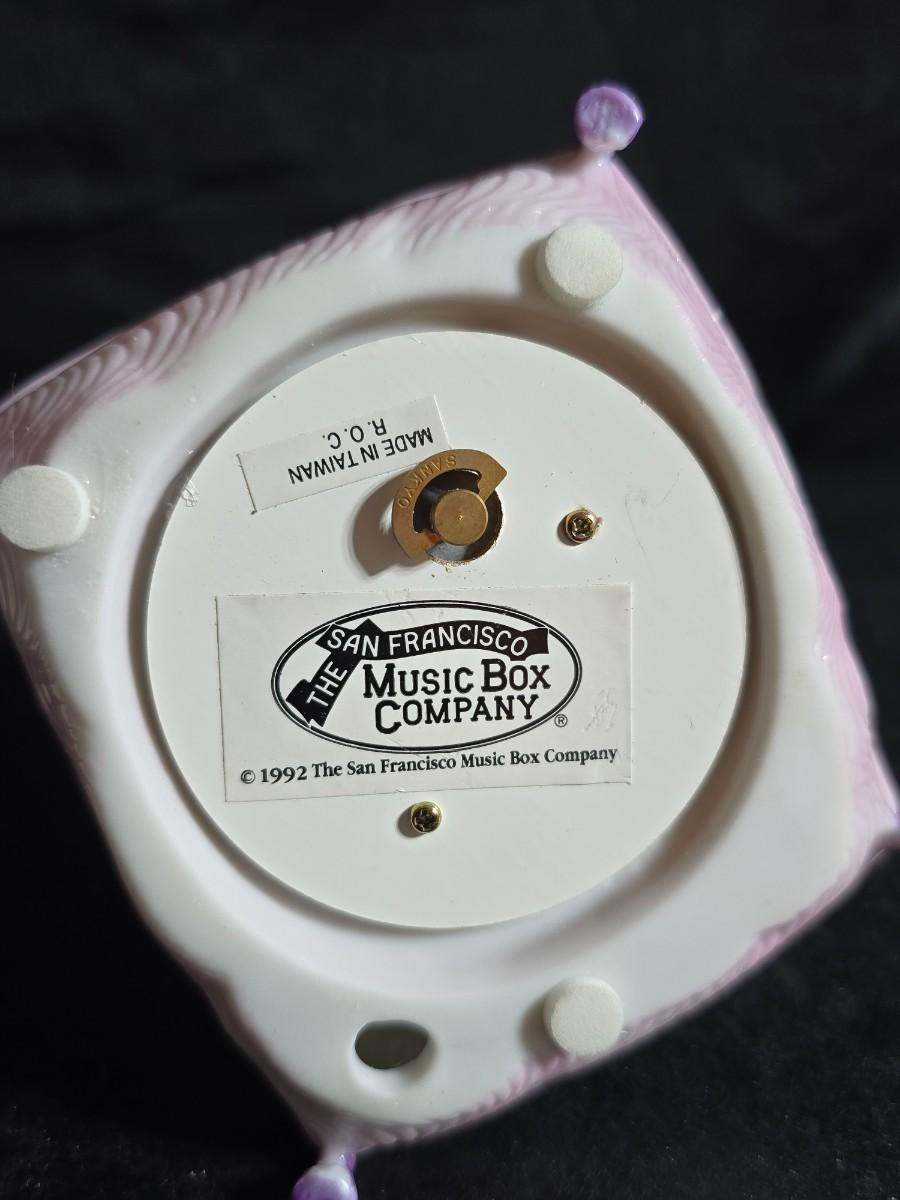 MADE IN TAIWAN
R.O.C.
SANKYO
THE SAN FRANCISCO
MUSIC BOX
COMPANY
®
© 1992 The San Francisco Music Box Company